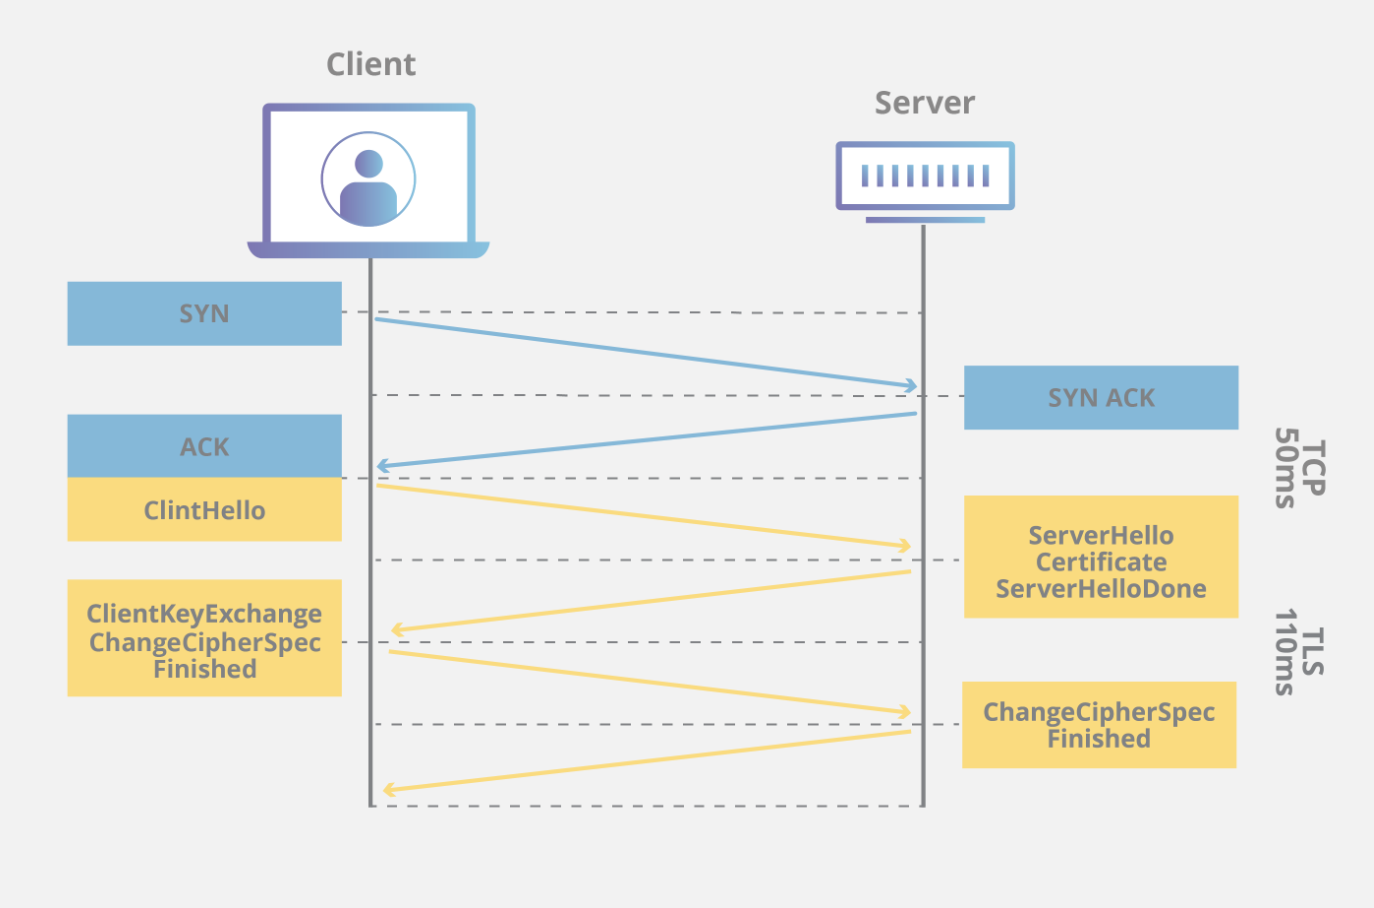 Client
Server
SYN
SYN ACK
ACK
ClintHello
ServerHello
Certificate
ServerHelloDone
ClientKeyExchange
ChangeCipherSpec
Finished
ChangeCipherSpec
Finished
TCP
50ms
TLS
110ms